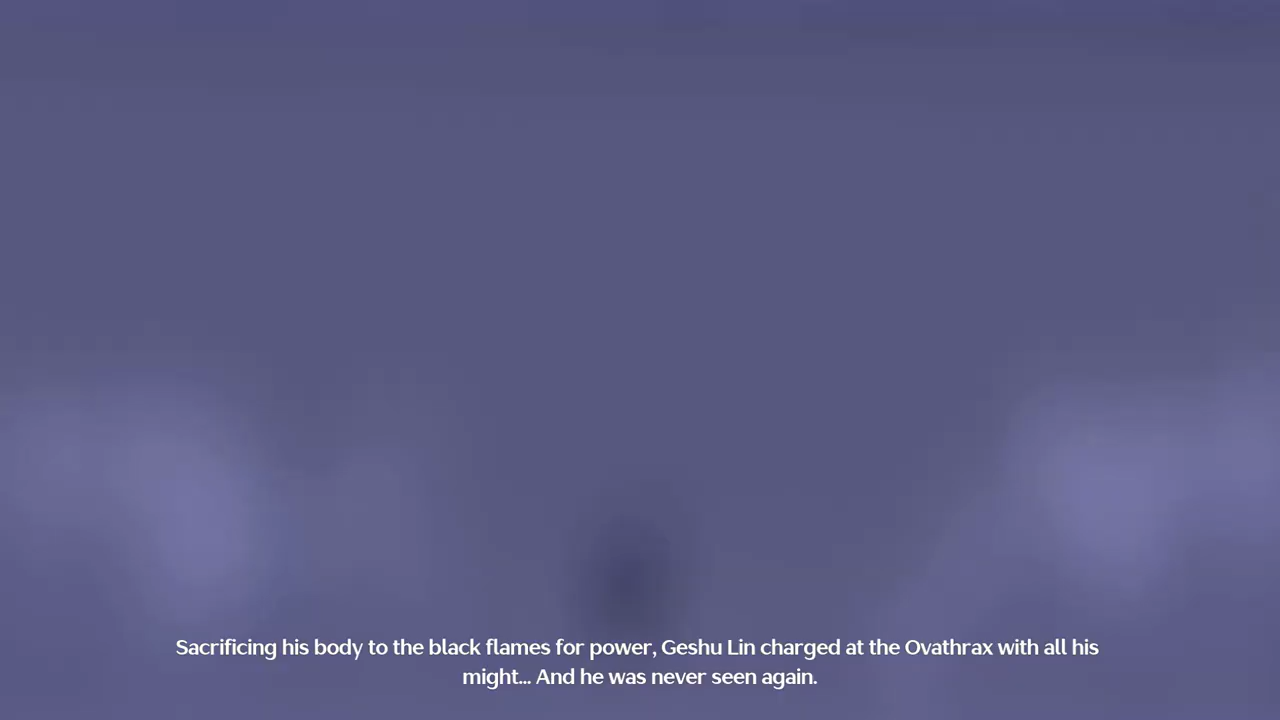 Sacrificing his body to the black flames for power, Geshu Lin charged at the Ovathrax with all his
might... And he was never seen again.